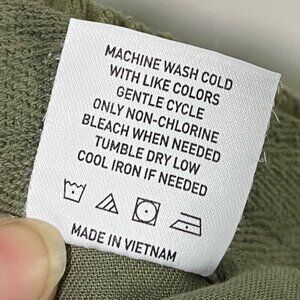 MACHINE WASH COLD
WITH LIKE COLORS
GENTLE CYCLE
ONLY NON-CHLORINE
BLEACH WHEN NEEDED
TUMBLE DRY LOW
COOL IRON IF NEEDED
MADE IN VIETNAM